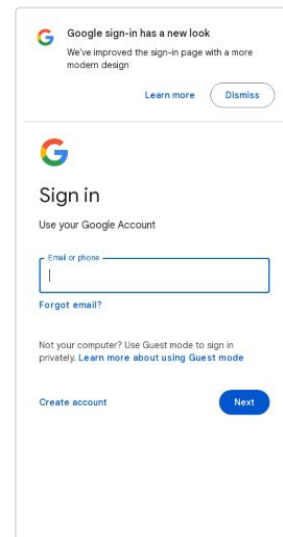 Google sign-in has a new look
We've improved the sign-in page with a more
modern design
Learn more Dismiss
Sign in
Use your Google Account
Email or phone
Forgot email?
Not your computer? Use Guest mode to sign in
privately. Learn more about using Guest mode
Create account Next